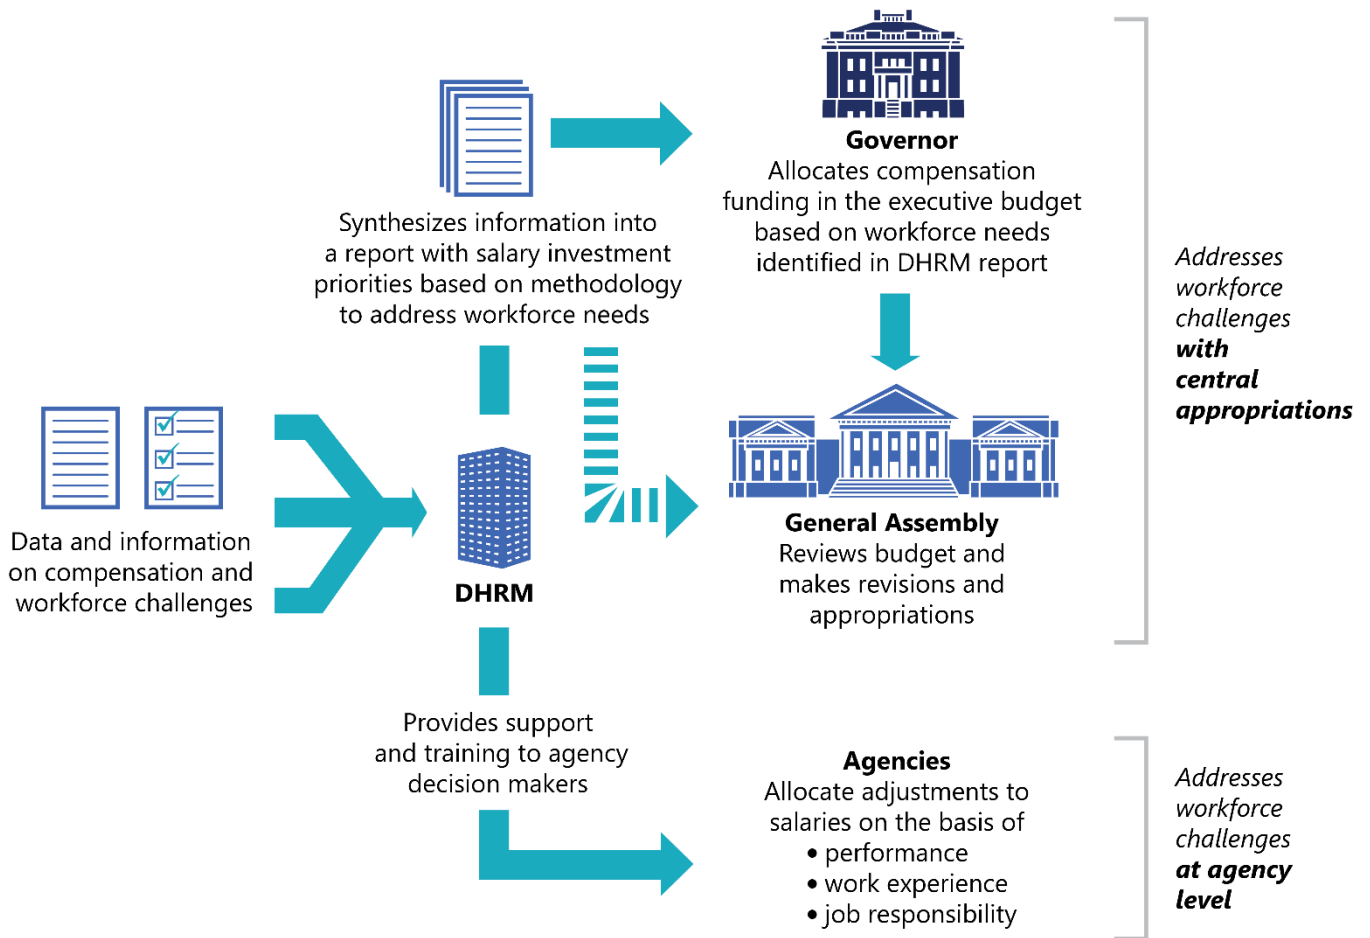 Synthesizes information into
a report with salary investment
priorities based on methodology
to address workforce needs
Governor
Allocates compensation
funding in the executive budget
based on workforce needs
identified in DHRM report
Addresses
workforce
challenges
with
central
appropriations
Data and information
on compensation and
workforce challenges
DHRM
General Assembly
Reviews budget and
makes revisions and
appropriations
Provides support
and training to agency
decision makers
Agencies
Allocate adjustments to
salaries on the basis of
• performance
• work experience
• job responsibility
Addresses
workforce
challenges
at agency
level